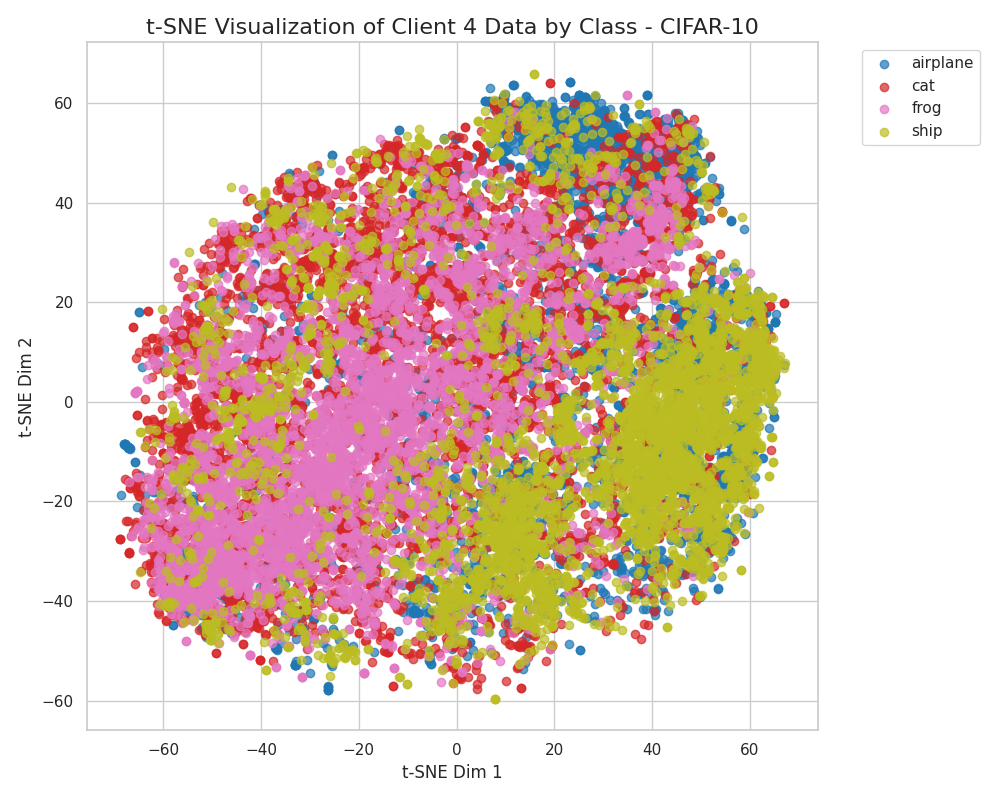 t-SNE Visualization of Client 4 Data by Class - CIFAR-10
airplane
cat
frog
ship
60
40
20
0
−20
−40
−60
t-SNE Dim 2
−60 −40 −20 0 20 40 60
t-SNE Dim 1